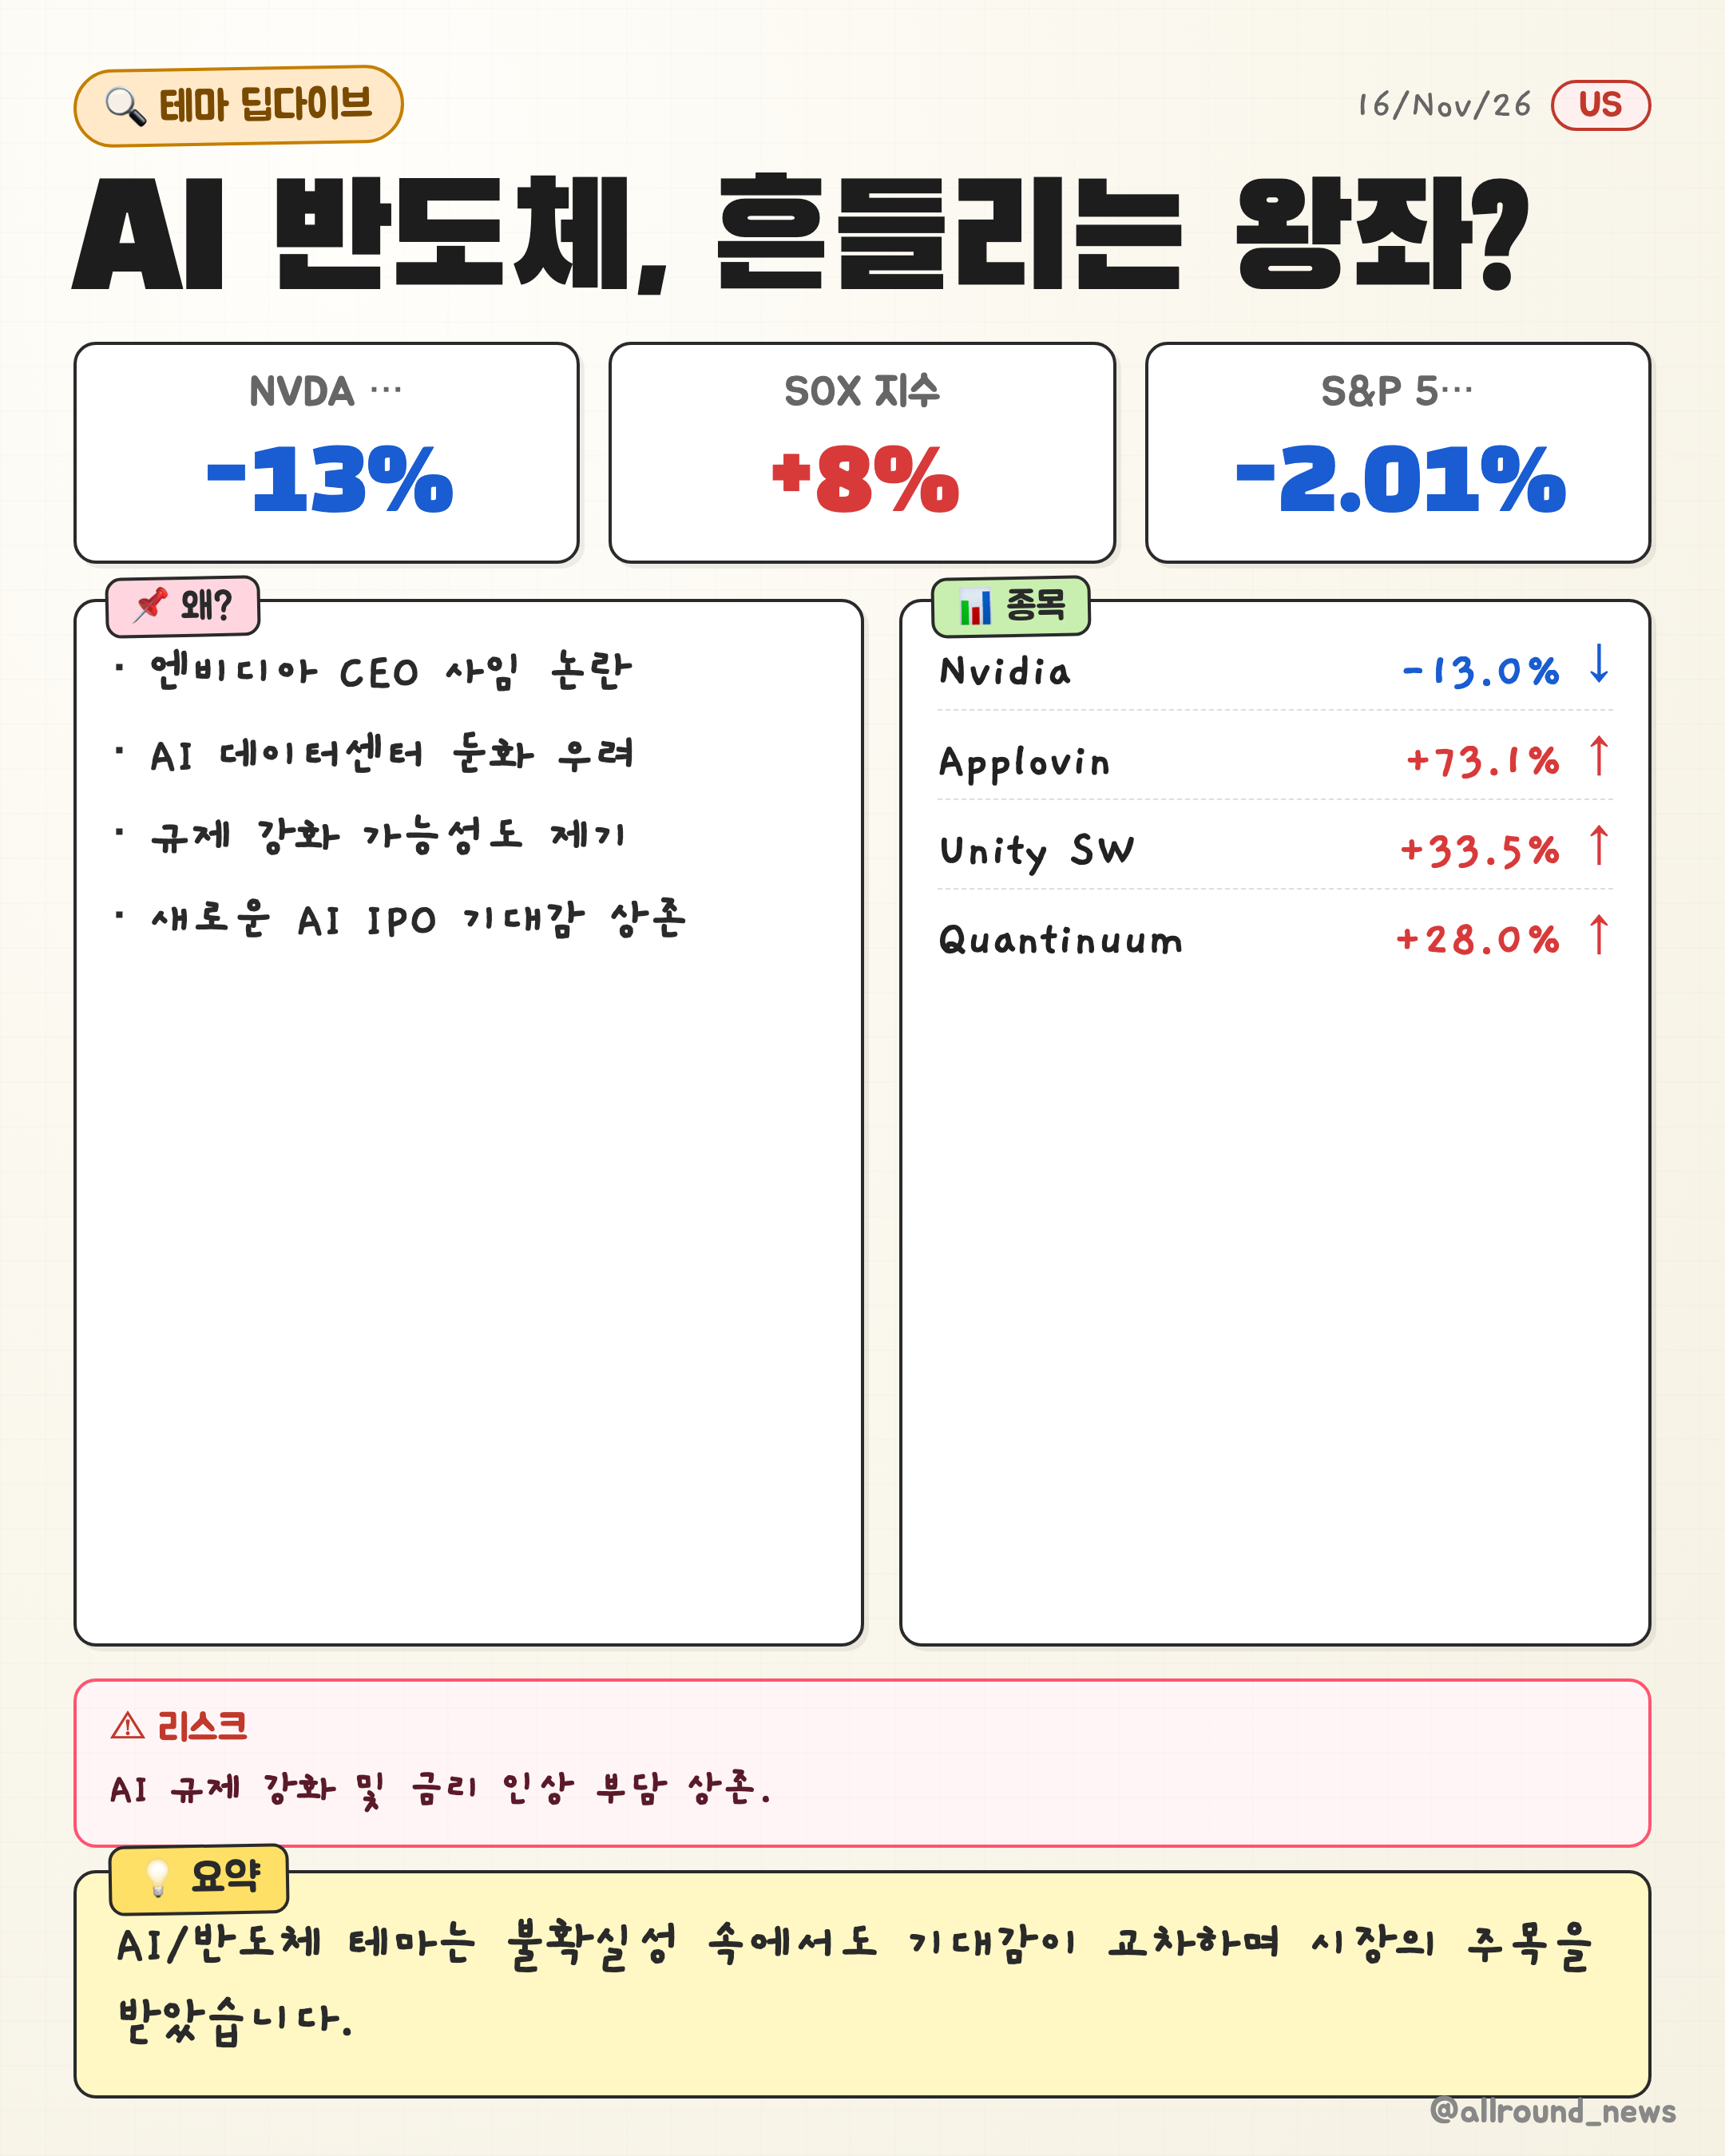 🔍 테마 딥다이브
16/Nov/26 US
AI 반도체, 흔들리는 왕좌?
NVDA …
-13%
SOX 지수
+8%
S&P 5…
-2.01%
📌 왜?
· 엔비디아 CEO 사임 논란
· AI 데이터센터 둔화 우려
· 규제 강화 가능성도 제기
· 새로운 AI IPO 기대감 상존
📊 종목
Nvidia -13.0% ↓
Applovin +73.1% ↑
Unity SW +33.5% ↑
Quantinuum +28.0% ↑
⚠ 리스크
AI 규제 강화 및 금리 인상 부담 상존.
💡 요약
AI/반도체 테마는 불확실성 속에서도 기대감이 교차하며 시장의 주목을
받았습니다.
@allround_news